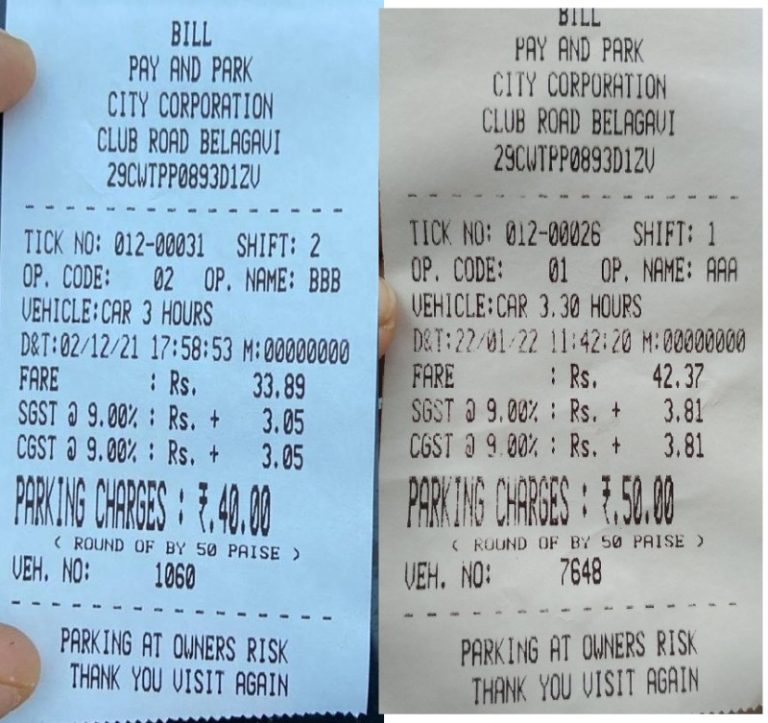 BILL
PAY AND PARK
CITY CORPORATION
CLUB ROAD BELAGAVI
29CWTPP0893D1ZV
TICK NO: 012-00031 SHIFT: 2
OP. CODE: 02 OP. NAME: BBB
VEHICLE:CAR 3 HOURS
D&T:02/12/21 17:58:53 M:00000000
FARE : Rs. 33.89
SGST @ 9.00% : Rs. + 3.05
CGST @ 9.00% : Rs. + 3.05
PARKING CHARGES : ₹.40.00
( ROUND OF BY 50 PAISE )
VEH. NO: 1060
PARKING AT OWNERS RISK
THANK YOU VISIT AGAIN
BILL
PAY AND PARK
CITY CORPORATION
CLUB ROAD BELAGAVI
29CWTPP0893D1ZV
TICK NO: 012-00026 SHIFT: 1
OP. CODE: 01 OP. NAME: AAA
VEHICLE:CAR 3.30 HOURS
D&T:22/01/22 11:42:20 M:00000000
FARE : Rs. 42.37
SGST @ 9.00% : Rs. + 3.81
CGST @ 9.00% : Rs. + 3.81
PARKING CHARGES : ₹.50.00
( ROUND OF BY 50 PAISE )
VEH. NO: 7648
PARKING AT OWNERS RISK
THANK YOU VISIT AGAIN